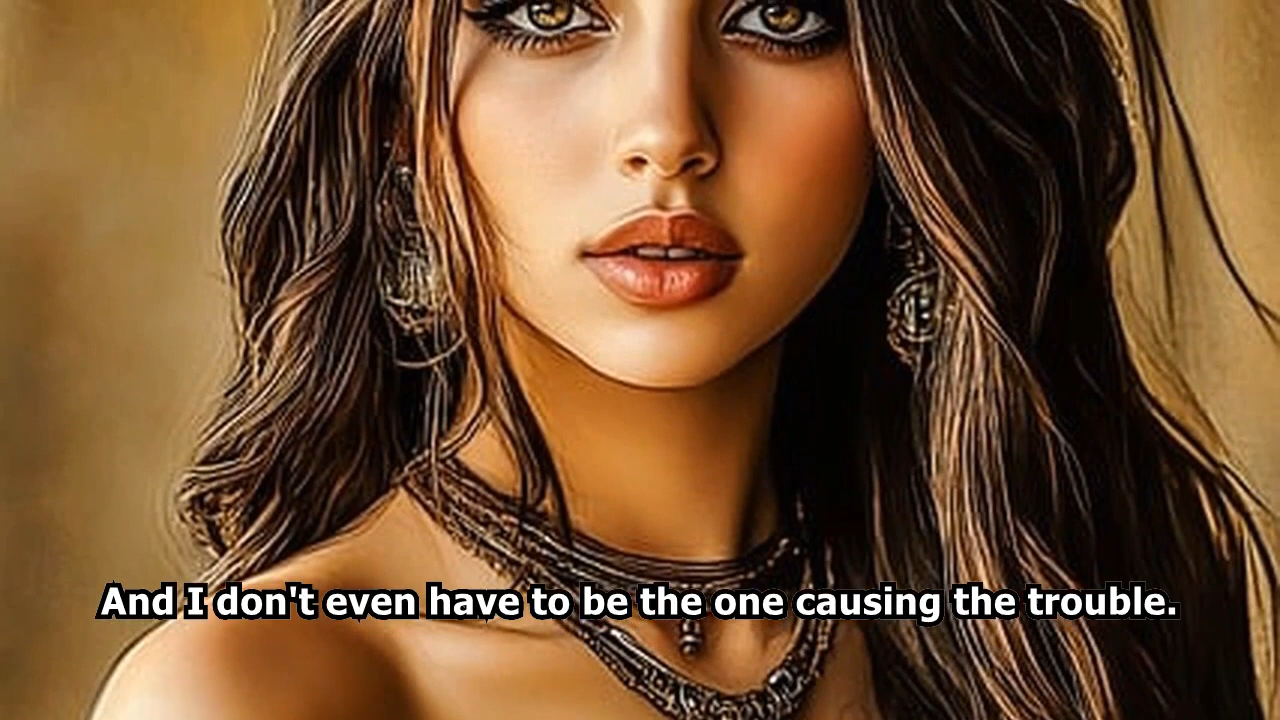 And I don't even have to be the one causing the trouble.